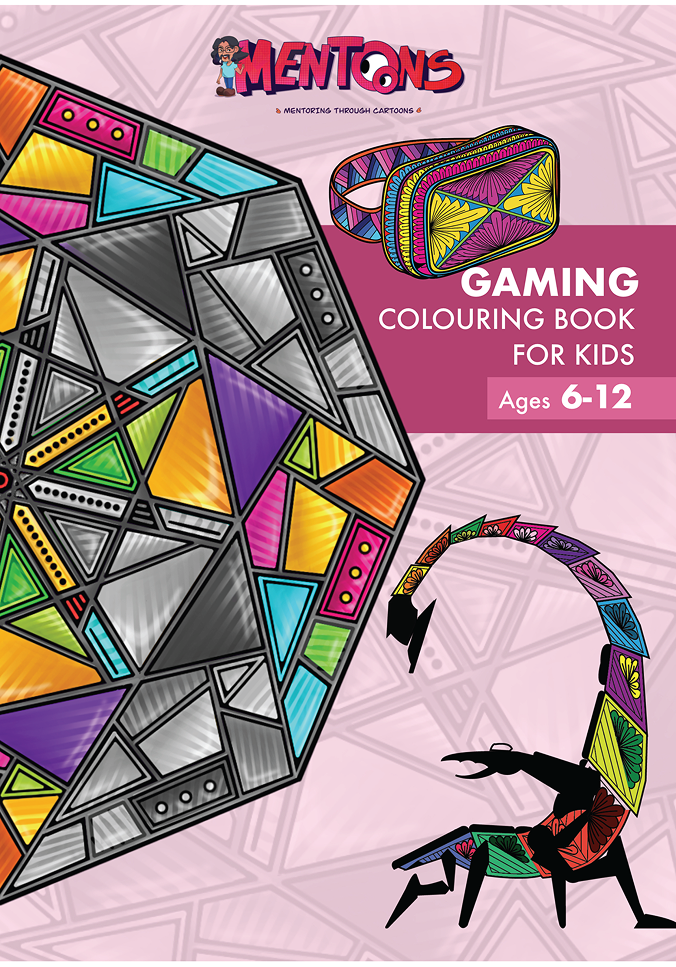 MENTOONS
MENTORING THROUGH CARTOONS
GAMING
COLOURING BOOK
FOR KIDS
Ages 6-12